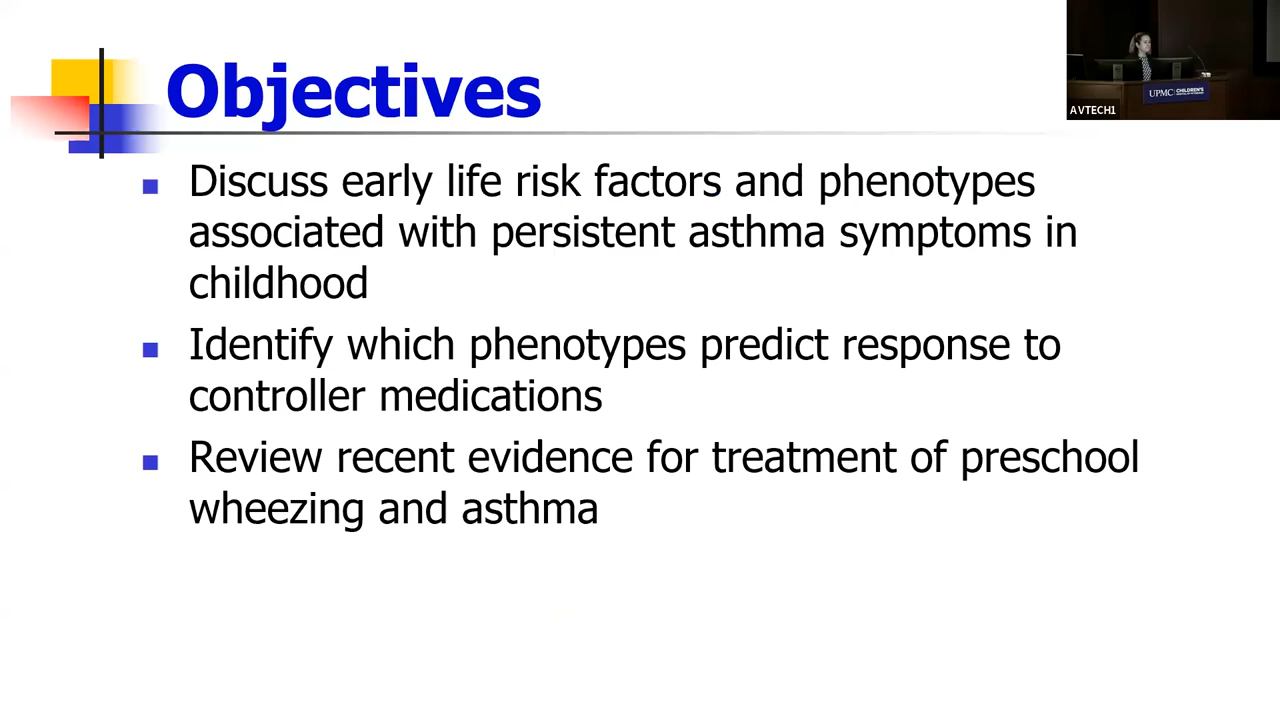 Objectives
Discuss early life risk factors and phenotypes
associated with persistent asthma symptoms in
childhood
Identify which phenotypes predict response to
controller medications
Review recent evidence for treatment of preschool
wheezing and asthma
UPMC CHILDREN'S
AVTECH1